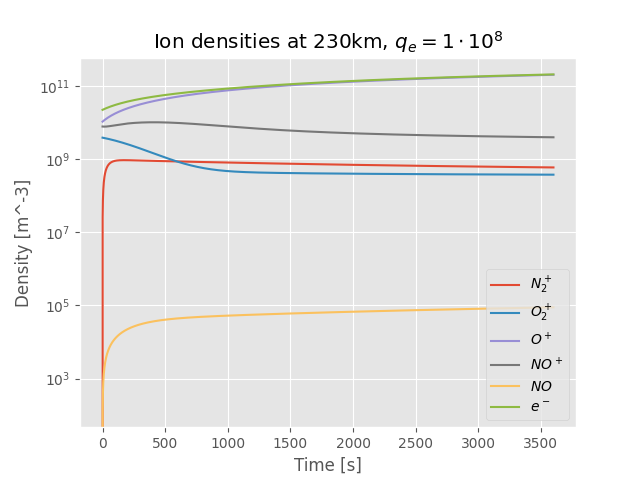 Ion densities at 230km, $q_e = 1 \cdot 10^8$
Density [m^-3]
$10^{11}$
$10^9$
$10^7$
$10^5$
$10^3$
$N_2^+$
$O_2^+$
$O^+$
$NO^+$
$NO$
$e^-$
0 500 1000 1500 2000 2500 3000 3500
Time [s]